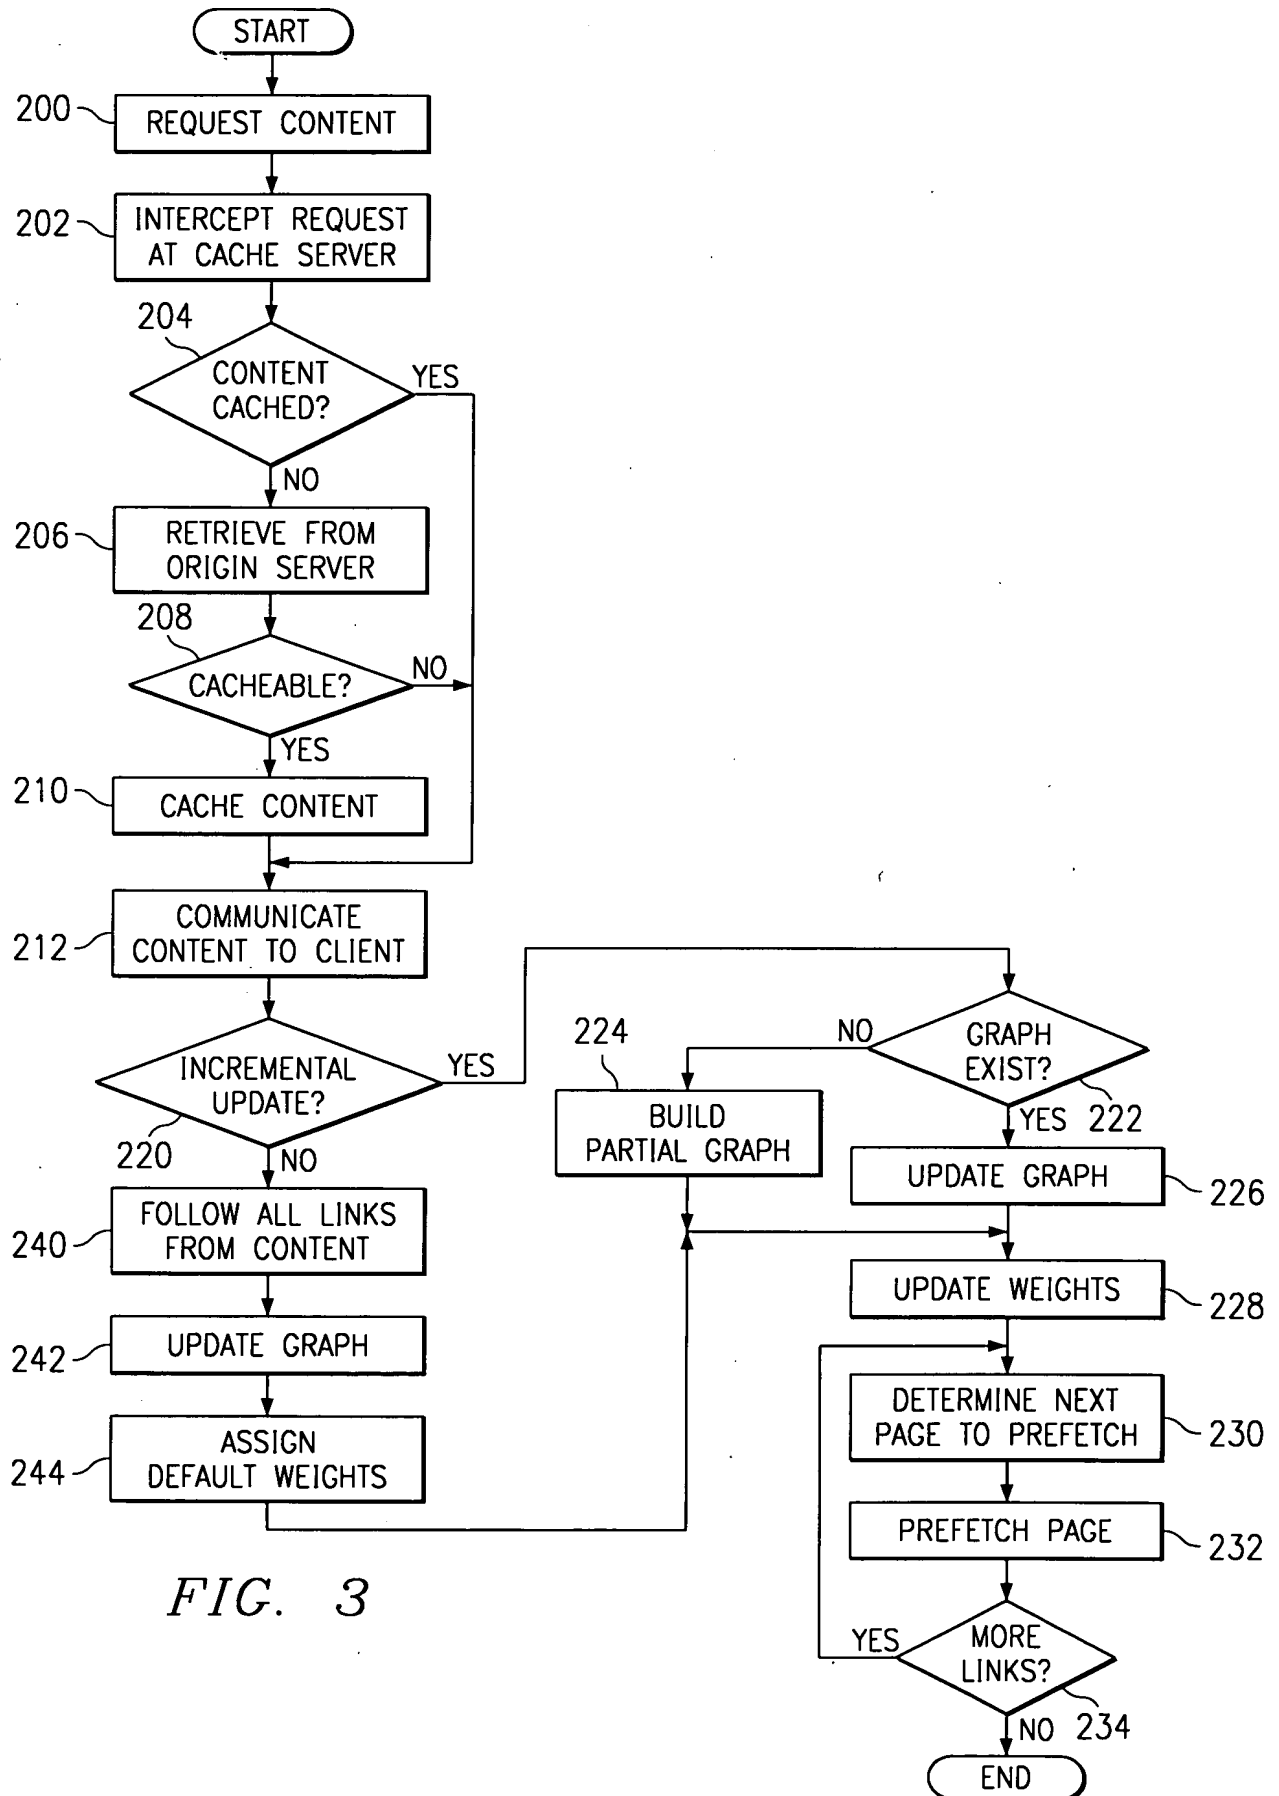 START
200
REQUEST CONTENT
202
INTERCEPT REQUEST
AT CACHE SERVER
204
CONTENT
CACHED?
YES
NO
206
RETRIEVE FROM
ORIGIN SERVER
208
CACHEABLE?
NO
YES
210
CACHE CONTENT
212
COMMUNICATE
CONTENT TO CLIENT
INCREMENTAL
UPDATE?
YES
220
NO
240
FOLLOW ALL LINKS
FROM CONTENT
242
UPDATE GRAPH
244
ASSIGN
DEFAULT WEIGHTS
GRAPH
EXIST?
NO
222
YES
224
BUILD
PARTIAL GRAPH
UPDATE GRAPH
226
UPDATE WEIGHTS
228
DETERMINE NEXT
PAGE TO PREFETCH
230
PREFETCH PAGE
232
MORE
LINKS?
YES
234
NO
END
FIG. 3